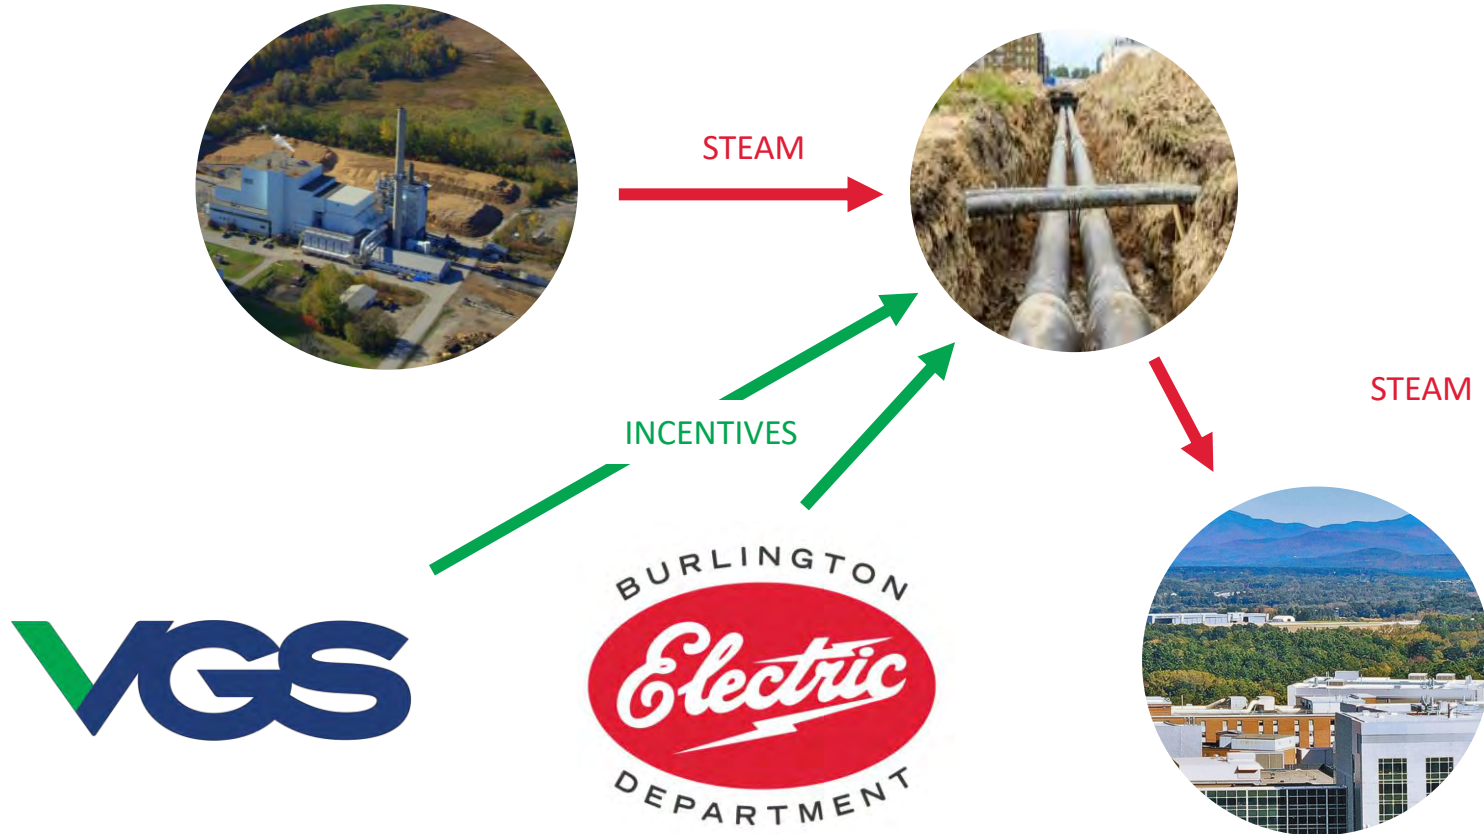 STEAM
STEAM
INCENTIVES
VGS
BURLINGTON
Electric
DEPARTMENT